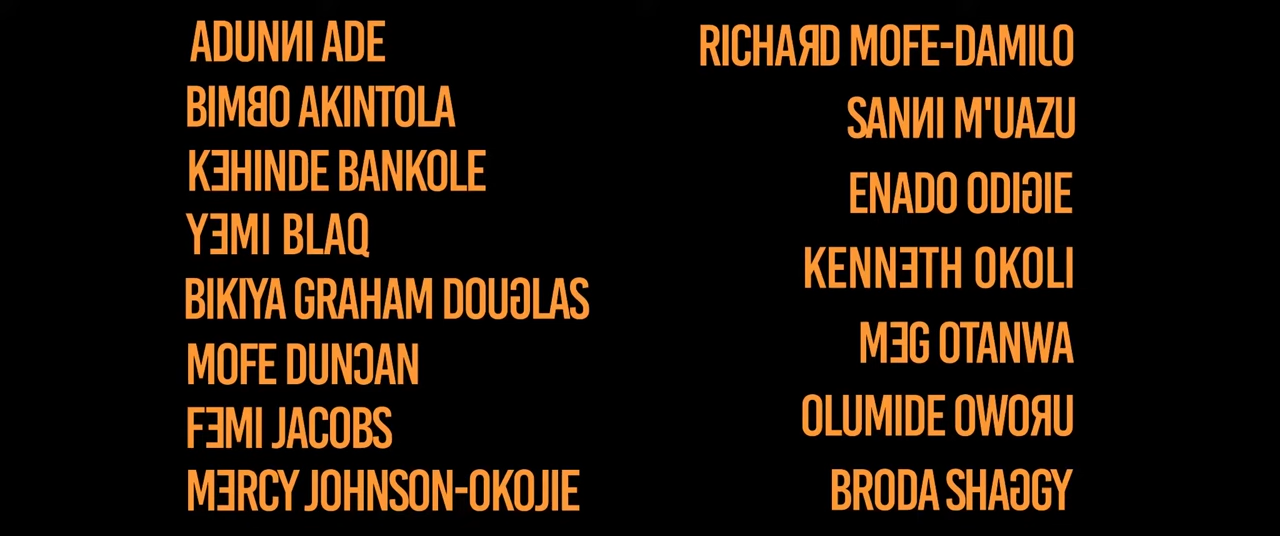 ADUNNI ADE
BIMBO AKINTOLA
KEHINDE BANKOLE
YEMI BLAQ
BIKIYA GRAHAM DOUGLAS
MOFE DUNCAN
FEMI JACOBS
MERCY JOHNSON-OKOJIE
RICHARD MOFE-DAMILO
SANNI M'UAZU
ENADO ODIGIE
KENNETH OKOLI
MEG OTANWA
OLUMIDE OWORU
BRODA SHAGGY